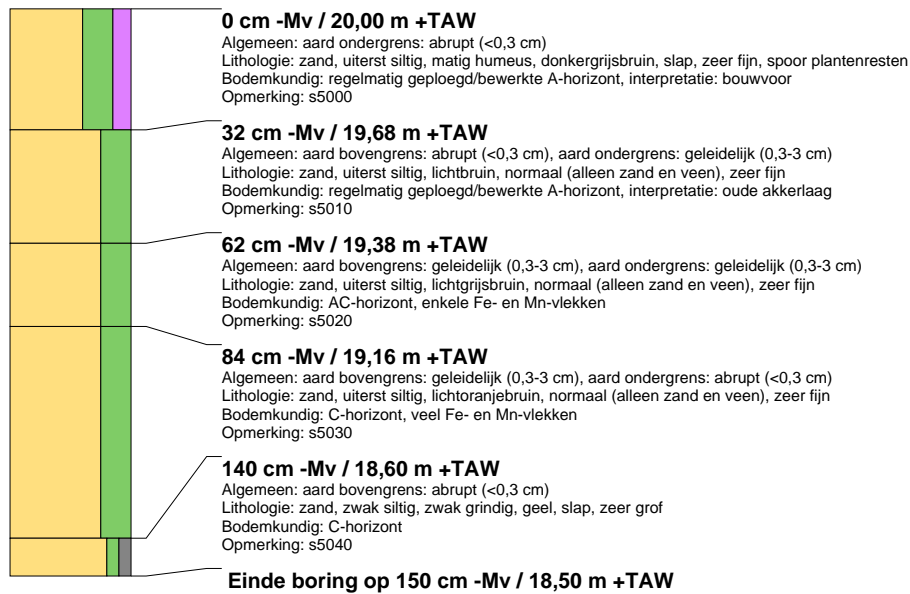 0 cm -Mv / 20,00 m +TAW
Algemeen: aard ondergrens: abrupt (<0,3 cm)
Lithologie: zand, uiterst siltig, matig humeus, donkergrijsbruin, slap, zeer fijn, spoor plantenresten
Bodemkundig: regelmatig geploegd/bewerkte A-horizont, interpretatie: bouwvoor
Opmerking: s5000
32 cm -Mv / 19,68 m +TAW
Algemeen: aard bovengrens: abrupt (<0,3 cm), aard ondergrens: geleidelijk (0,3-3 cm)
Lithologie: zand, uiterst siltig, lichtbruin, normaal (alleen zand en veen), zeer fijn
Bodemkundig: regelmatig geploegd/bewerkte A-horizont, interpretatie: oude akkerlaag
Opmerking: s5010
62 cm -Mv / 19,38 m +TAW
Algemeen: aard bovengrens: geleidelijk (0,3-3 cm), aard ondergrens: geleidelijk (0,3-3 cm)
Lithologie: zand, uiterst siltig, lichtgrijsbruin, normaal (alleen zand en veen), zeer fijn
Bodemkundig: AC-horizont, enkele Fe- en Mn-vlekken
Opmerking: s5020
84 cm -Mv / 19,16 m +TAW
Algemeen: aard bovengrens: geleidelijk (0,3-3 cm), aard ondergrens: abrupt (<0,3 cm)
Lithologie: zand, uiterst siltig, lichtoranjebruin, normaal (alleen zand en veen), zeer fijn
Bodemkundig: C-horizont, veel Fe- en Mn-vlekken
Opmerking: s5030
140 cm -Mv / 18,60 m +TAW
Algemeen: aard bovengrens: abrupt (<0,3 cm)
Lithologie: zand, zwak siltig, zwak grindig, geel, slap, zeer grof
Bodemkundig: C-horizont
Opmerking: s5040
Einde boring op 150 cm -Mv / 18,50 m +TAW